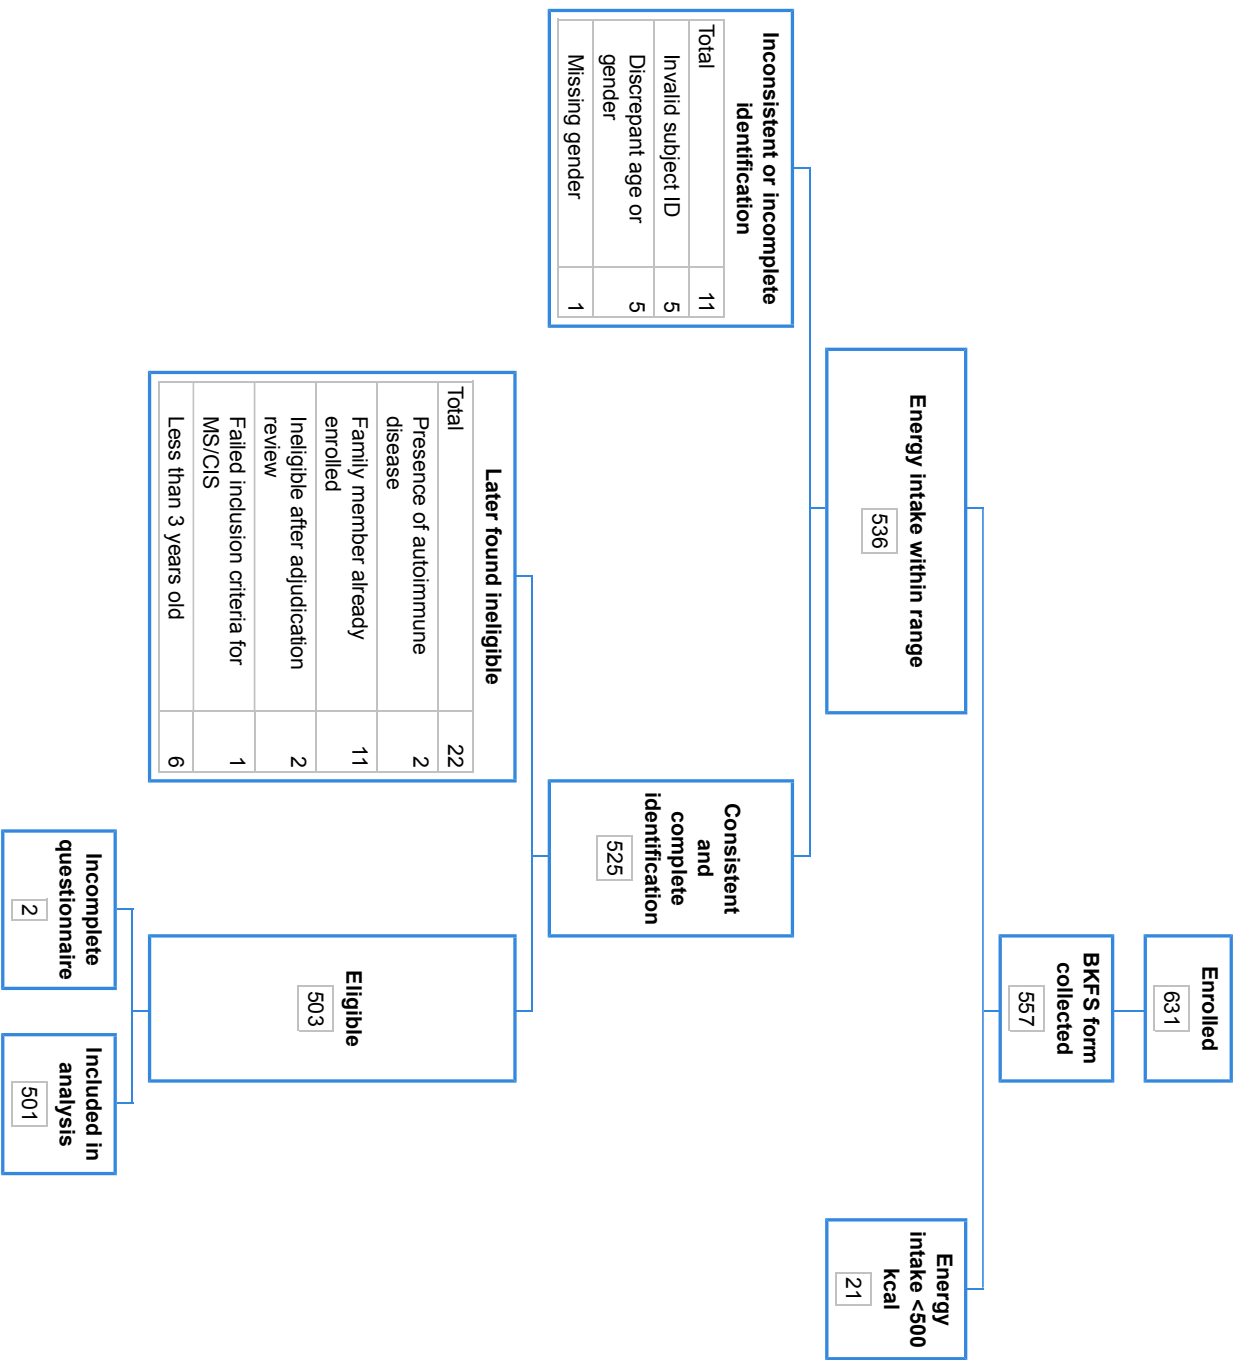 Enrolled
631
BKFS form
collected
557
Energy intake within range
536
Energy
intake <500
kcal
21
Inconsistent or incomplete
identification
Total 11
Invalid subject ID 5
Discrepant age or
gender 5
Missing gender 1
Consistent
and
complete
identification
525
Later found ineligible
Total 22
Presence of autoimmune
disease 2
Family member already
enrolled 11
Ineligible after adjudication
review 2
Failed inclusion criteria for
MS/CIS 1
Less than 3 years old 6
Eligible
503
Incomplete
questionnaire
2
Included in
analysis
501